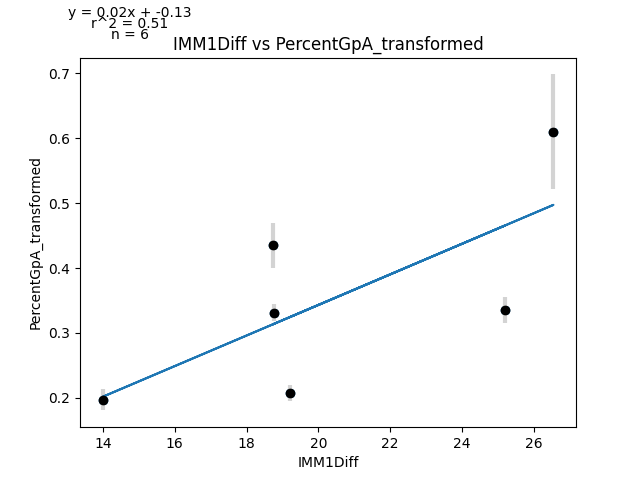 y = 0.02x + -0.13
r^2 = 0.51
n = 6
IMM1Diff vs PercentGpA_transformed
0.7
0.6
0.5
0.4
0.3
0.2
PercentGpA_transformed
14 16 18 20 22 24 26
IMM1Diff